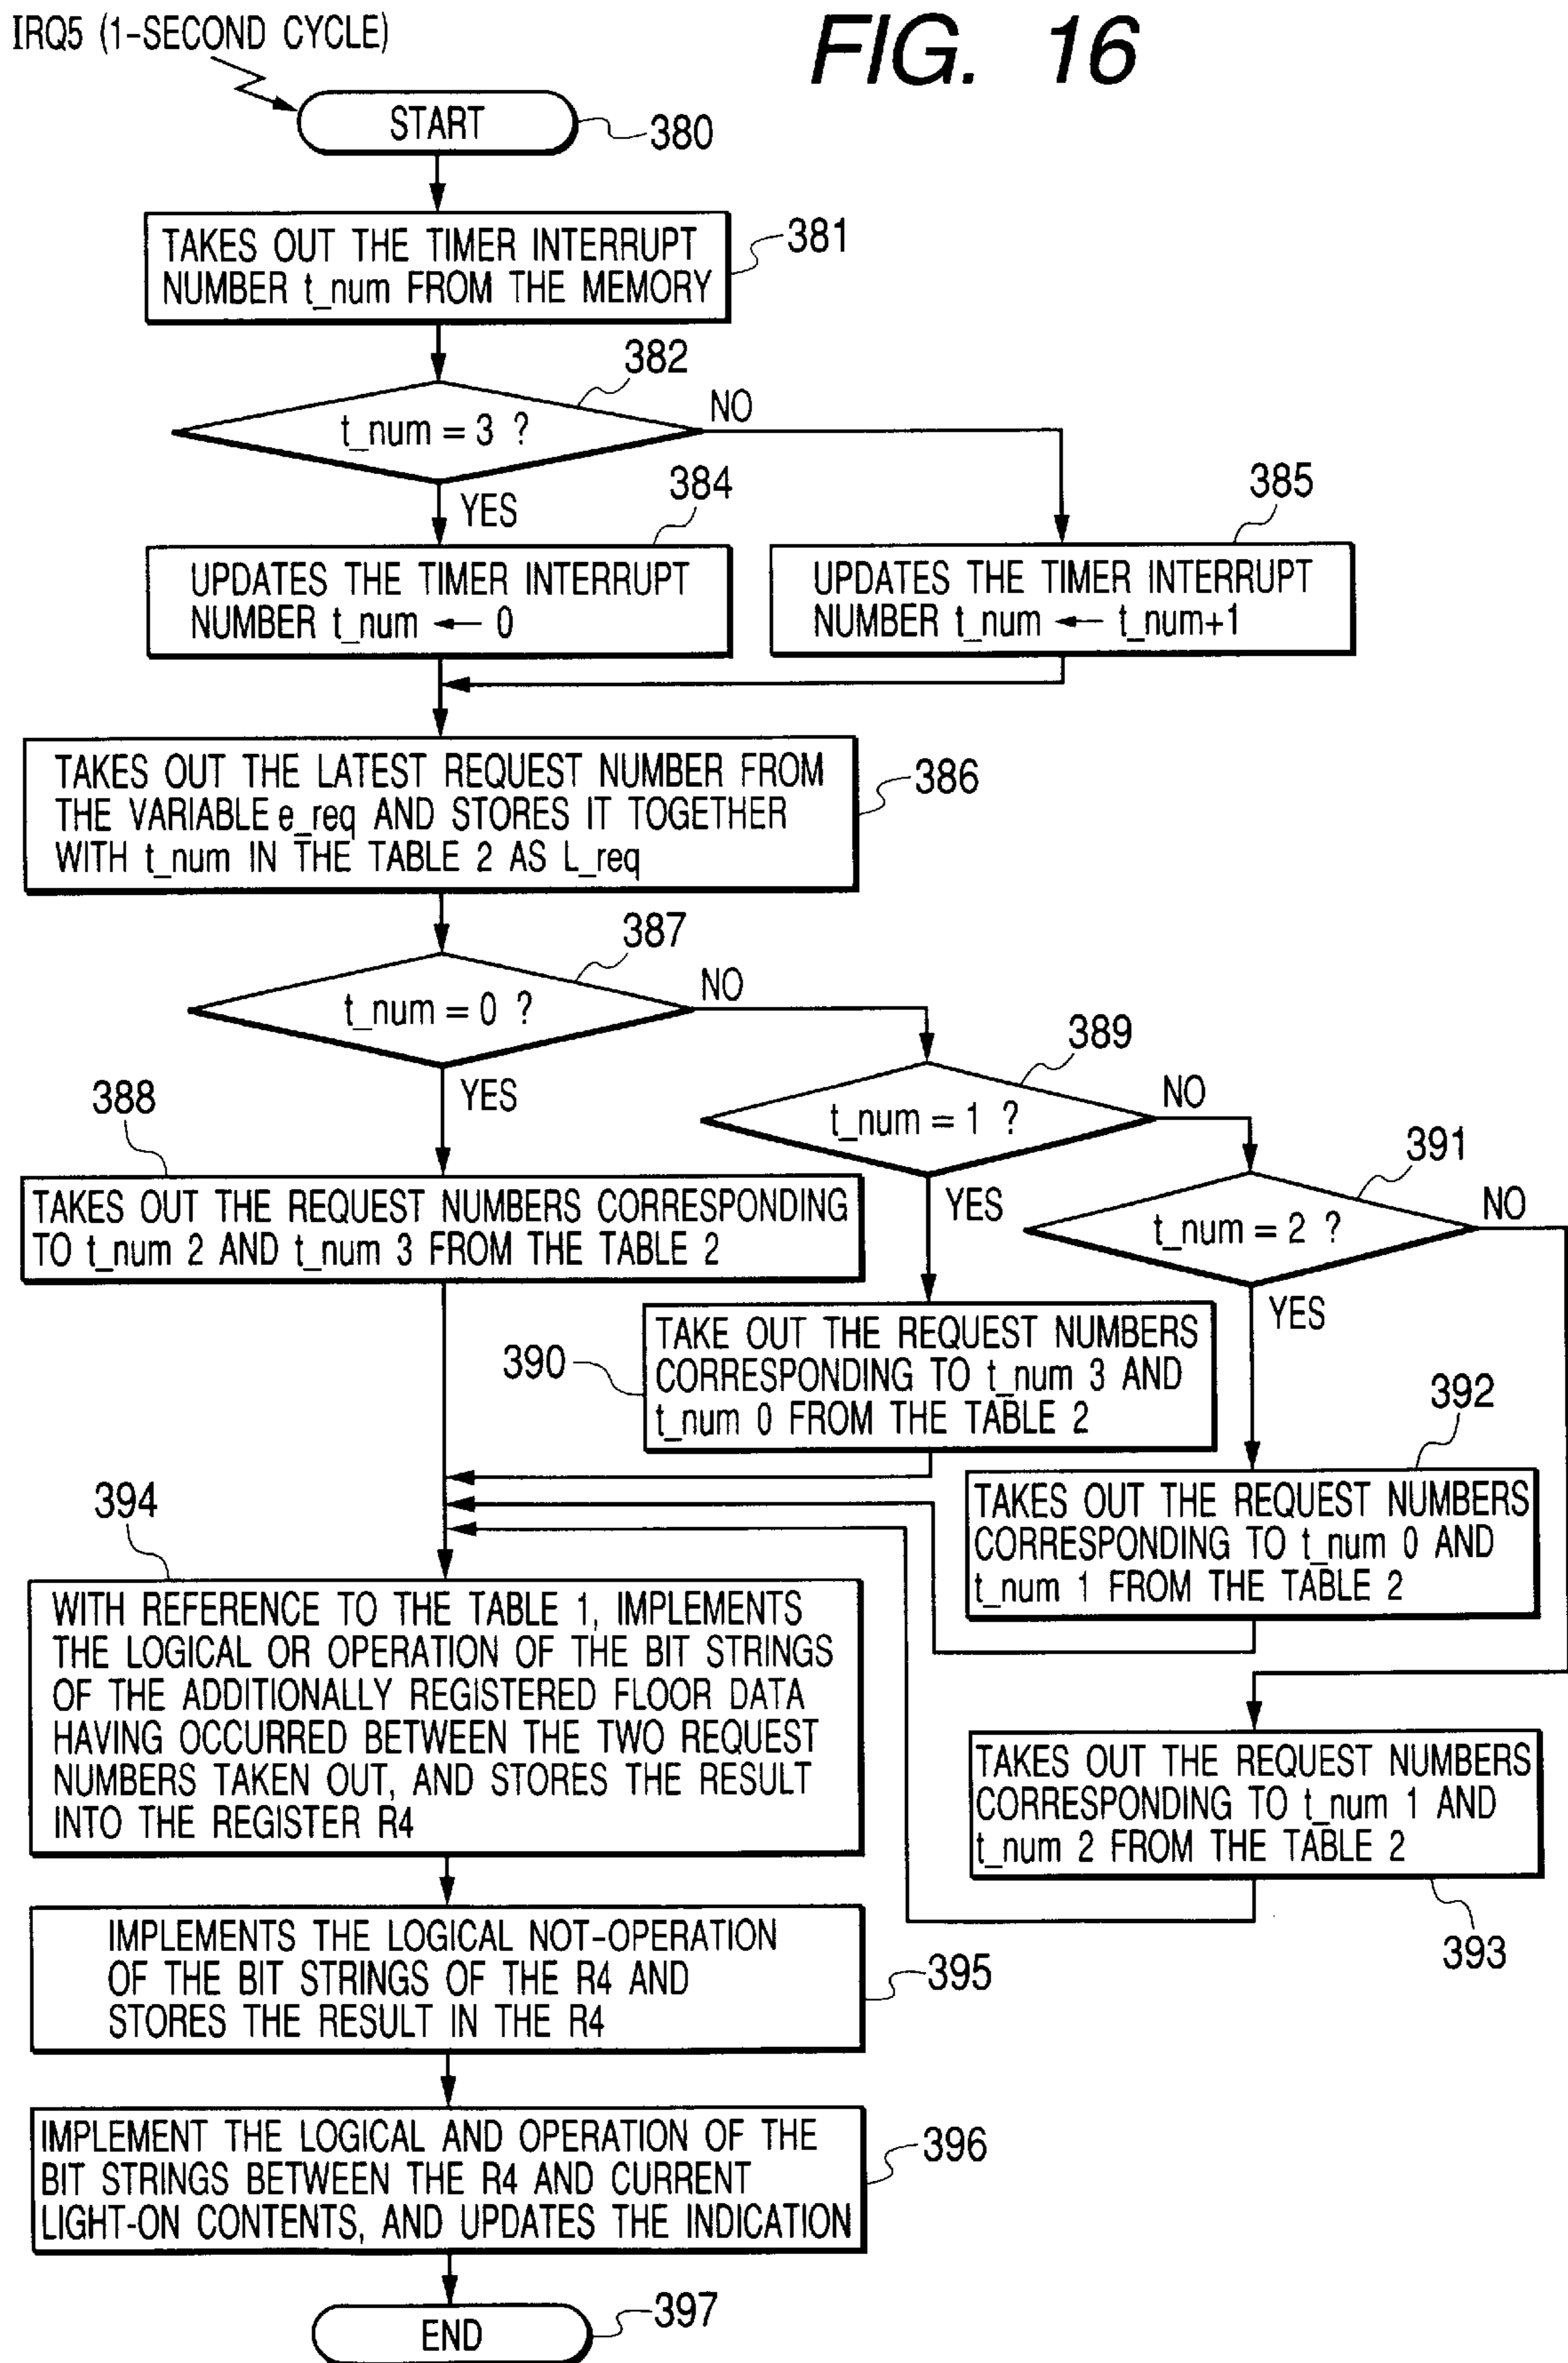 IRQ5 (1-SECOND CYCLE)
FIG. 16
START
380
TAKES OUT THE TIMER INTERRUPT
NUMBER t_num FROM THE MEMORY
381
382
t_num = 3 ?
NO
YES
384
385
UPDATES THE TIMER INTERRUPT
NUMBER t_num ← 0
UPDATES THE TIMER INTERRUPT
NUMBER t_num ← t_num+1
TAKES OUT THE LATEST REQUEST NUMBER FROM
THE VARIABLE e_req AND STORES IT TOGETHER
WITH t_num IN THE TABLE 2 AS L_req
386
387
t_num = 0 ?
NO
YES
389
t_num = 1 ?
NO
YES
391
t_num = 2 ?
NO
YES
388
TAKES OUT THE REQUEST NUMBERS CORRESPONDING
TO t_num 2 AND t_num 3 FROM THE TABLE 2
390
TAKE OUT THE REQUEST NUMBERS
CORRESPONDING TO t_num 3 AND
t_num 0 FROM THE TABLE 2
392
TAKES OUT THE REQUEST NUMBERS
CORRESPONDING TO t_num 0 AND
t_num 1 FROM THE TABLE 2
TAKES OUT THE REQUEST NUMBERS
CORRESPONDING TO t_num 1 AND
t_num 2 FROM THE TABLE 2
393
394
WITH REFERENCE TO THE TABLE 1, IMPLEMENTS
THE LOGICAL OR OPERATION OF THE BIT STRINGS
OF THE ADDITIONALLY REGISTERED FLOOR DATA
HAVING OCCURRED BETWEEN THE TWO REQUEST
NUMBERS TAKEN OUT, AND STORES THE RESULT
INTO THE REGISTER R4
IMPLEMENTS THE LOGICAL NOT-OPERATION
OF THE BIT STRINGS OF THE R4 AND
STORES THE RESULT IN THE R4
395
IMPLEMENT THE LOGICAL AND OPERATION OF THE
BIT STRINGS BETWEEN THE R4 AND CURRENT
LIGHT-ON CONTENTS, AND UPDATES THE INDICATION
396
END
397